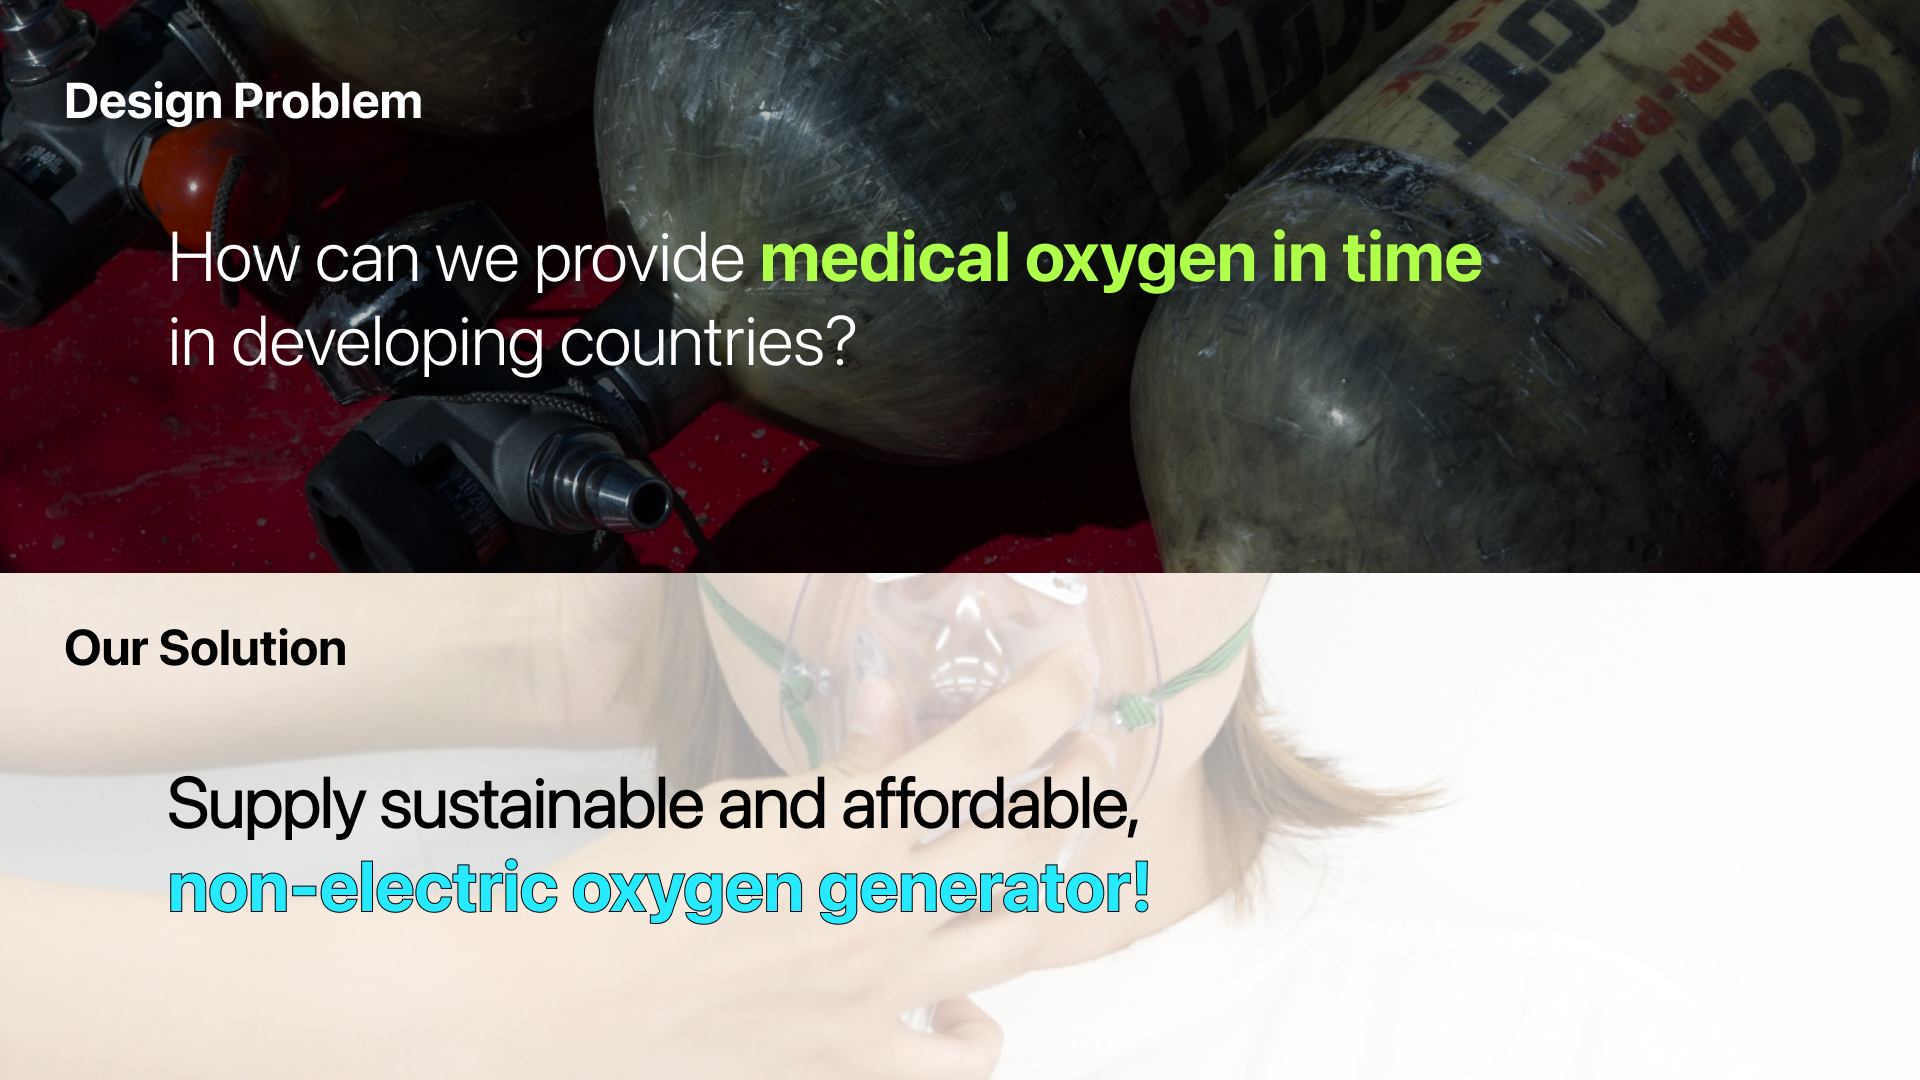 Design Problem
How can we provide medical oxygen in time
in developing countries?
SCOTT
AIR-PAK
SCOTT
Our Solution
Supply sustainable and affordable,
non-electric oxygen generator!